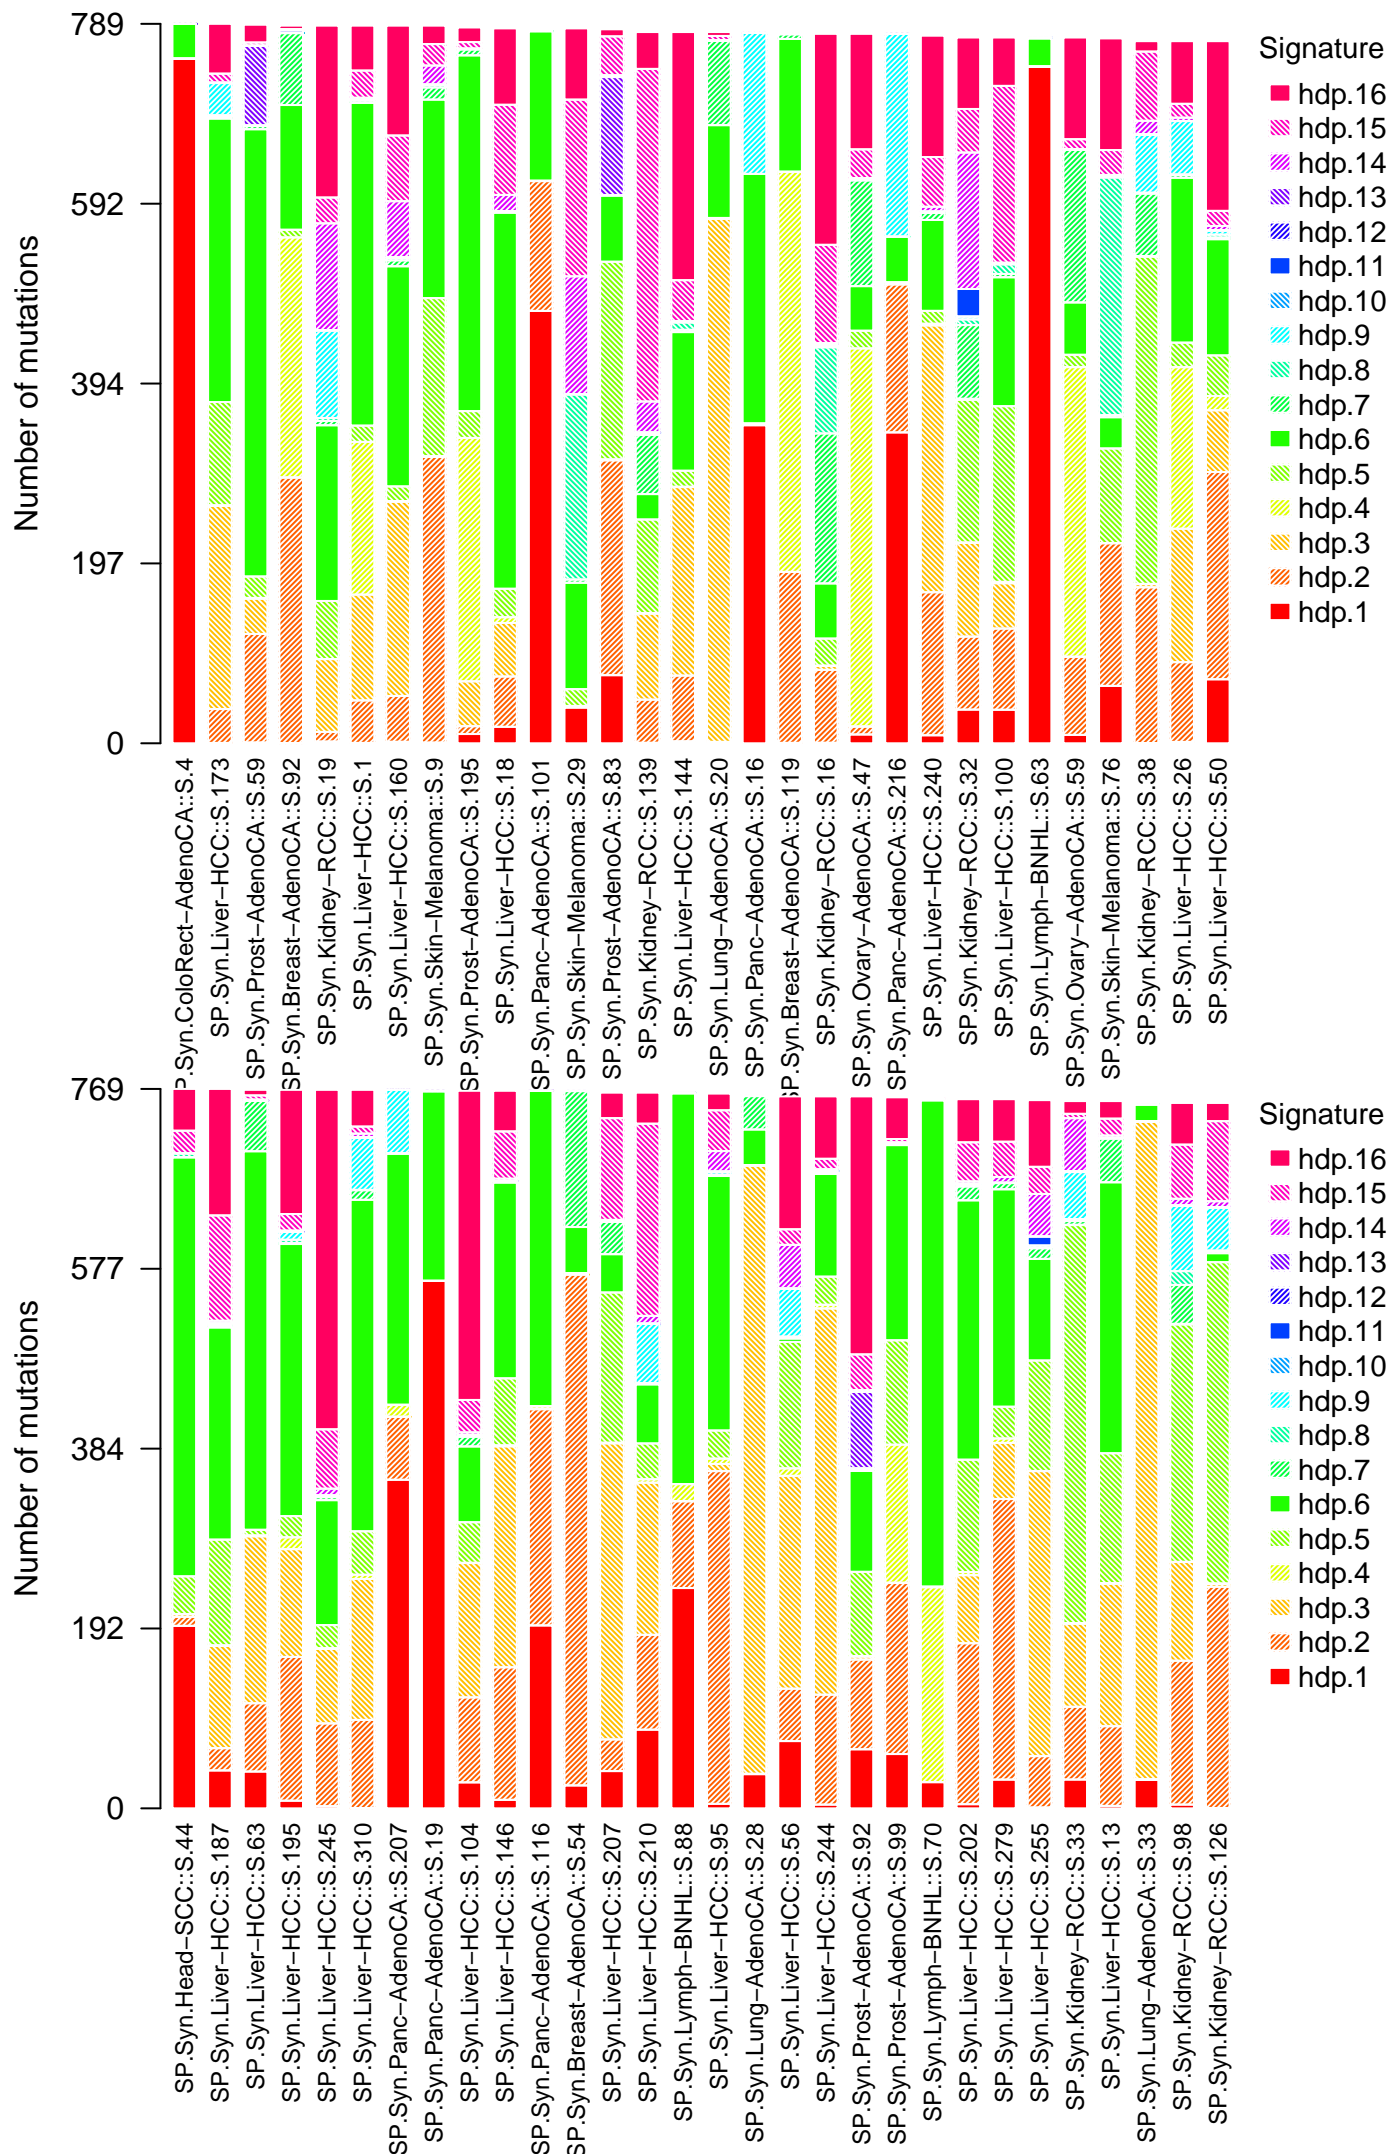 Number of mutations
789
592
394
197
0
P.Syn.ColoRect−AdenoCA::S.4
SP.Syn.Liver−HCC::S.173
SP.Syn.Prost−AdenoCA::S.59
SP.Syn.Breast−AdenoCA::S.92
SP.Syn.Kidney−RCC::S.19
SP.Syn.Liver−HCC::S.1
SP.Syn.Liver−HCC::S.160
SP.Syn.Skin−Melanoma::S.9
SP.Syn.Prost−AdenoCA::S.195
SP.Syn.Liver−HCC::S.18
SP.Syn.Panc−AdenoCA::S.101
SP.Syn.Skin−Melanoma::S.29
SP.Syn.Prost−AdenoCA::S.83
SP.Syn.Kidney−RCC::S.139
SP.Syn.Liver−HCC::S.144
SP.Syn.Lung−AdenoCA::S.20
SP.Syn.Panc−AdenoCA::S.16
SP.Syn.Breast−AdenoCA::S.119
SP.Syn.Kidney−RCC::S.16
SP.Syn.Ovary−AdenoCA::S.47
SP.Syn.Panc−AdenoCA::S.216
SP.Syn.Liver−HCC::S.240
SP.Syn.Kidney−RCC::S.32
SP.Syn.Liver−HCC::S.100
SP.Syn.Lymph−BNHL::S.63
SP.Syn.Ovary−AdenoCA::S.59
SP.Syn.Skin−Melanoma::S.76
SP.Syn.Kidney−RCC::S.38
SP.Syn.Liver−HCC::S.26
SP.Syn.Liver−HCC::S.50
Signature
hdp.16
hdp.15
hdp.14
hdp.13
hdp.12
hdp.11
hdp.10
hdp.9
hdp.8
hdp.7
hdp.6
hdp.5
hdp.4
hdp.3
hdp.2
hdp.1
Number of mutations
769
577
384
192
0
SP.Syn.Head−SCC::S.44
SP.Syn.Liver−HCC::S.187
SP.Syn.Liver−HCC::S.63
SP.Syn.Liver−HCC::S.195
SP.Syn.Liver−HCC::S.245
SP.Syn.Liver−HCC::S.310
SP.Syn.Panc−AdenoCA::S.207
SP.Syn.Panc−AdenoCA::S.19
SP.Syn.Liver−HCC::S.104
SP.Syn.Liver−HCC::S.146
SP.Syn.Panc−AdenoCA::S.116
SP.Syn.Breast−AdenoCA::S.54
SP.Syn.Liver−HCC::S.207
SP.Syn.Liver−HCC::S.210
SP.Syn.Lymph−BNHL::S.88
SP.Syn.Liver−HCC::S.95
SP.Syn.Lung−AdenoCA::S.28
SP.Syn.Liver−HCC::S.56
SP.Syn.Liver−HCC::S.244
SP.Syn.Prost−AdenoCA::S.92
SP.Syn.Prost−AdenoCA::S.99
SP.Syn.Lymph−BNHL::S.70
SP.Syn.Liver−HCC::S.202
SP.Syn.Liver−HCC::S.279
SP.Syn.Liver−HCC::S.255
SP.Syn.Kidney−RCC::S.33
SP.Syn.Liver−HCC::S.13
SP.Syn.Lung−AdenoCA::S.33
SP.Syn.Kidney−RCC::S.98
SP.Syn.Kidney−RCC::S.126
Signature
hdp.16
hdp.15
hdp.14
hdp.13
hdp.12
hdp.11
hdp.10
hdp.9
hdp.8
hdp.7
hdp.6
hdp.5
hdp.4
hdp.3
hdp.2
hdp.1